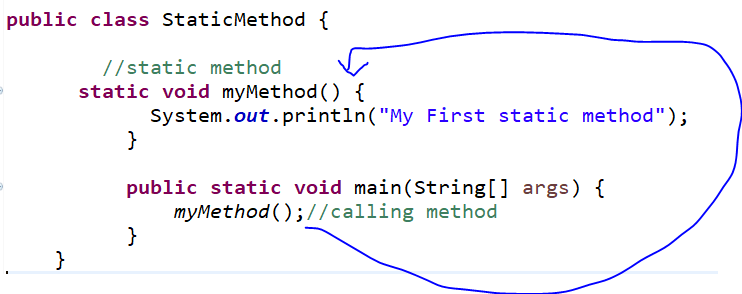 public class StaticMethod {
//static method
static void myMethod() {
System.out.println("My First static method");
}
public static void main(String[] args) {
myMethod();//calling method
}
}